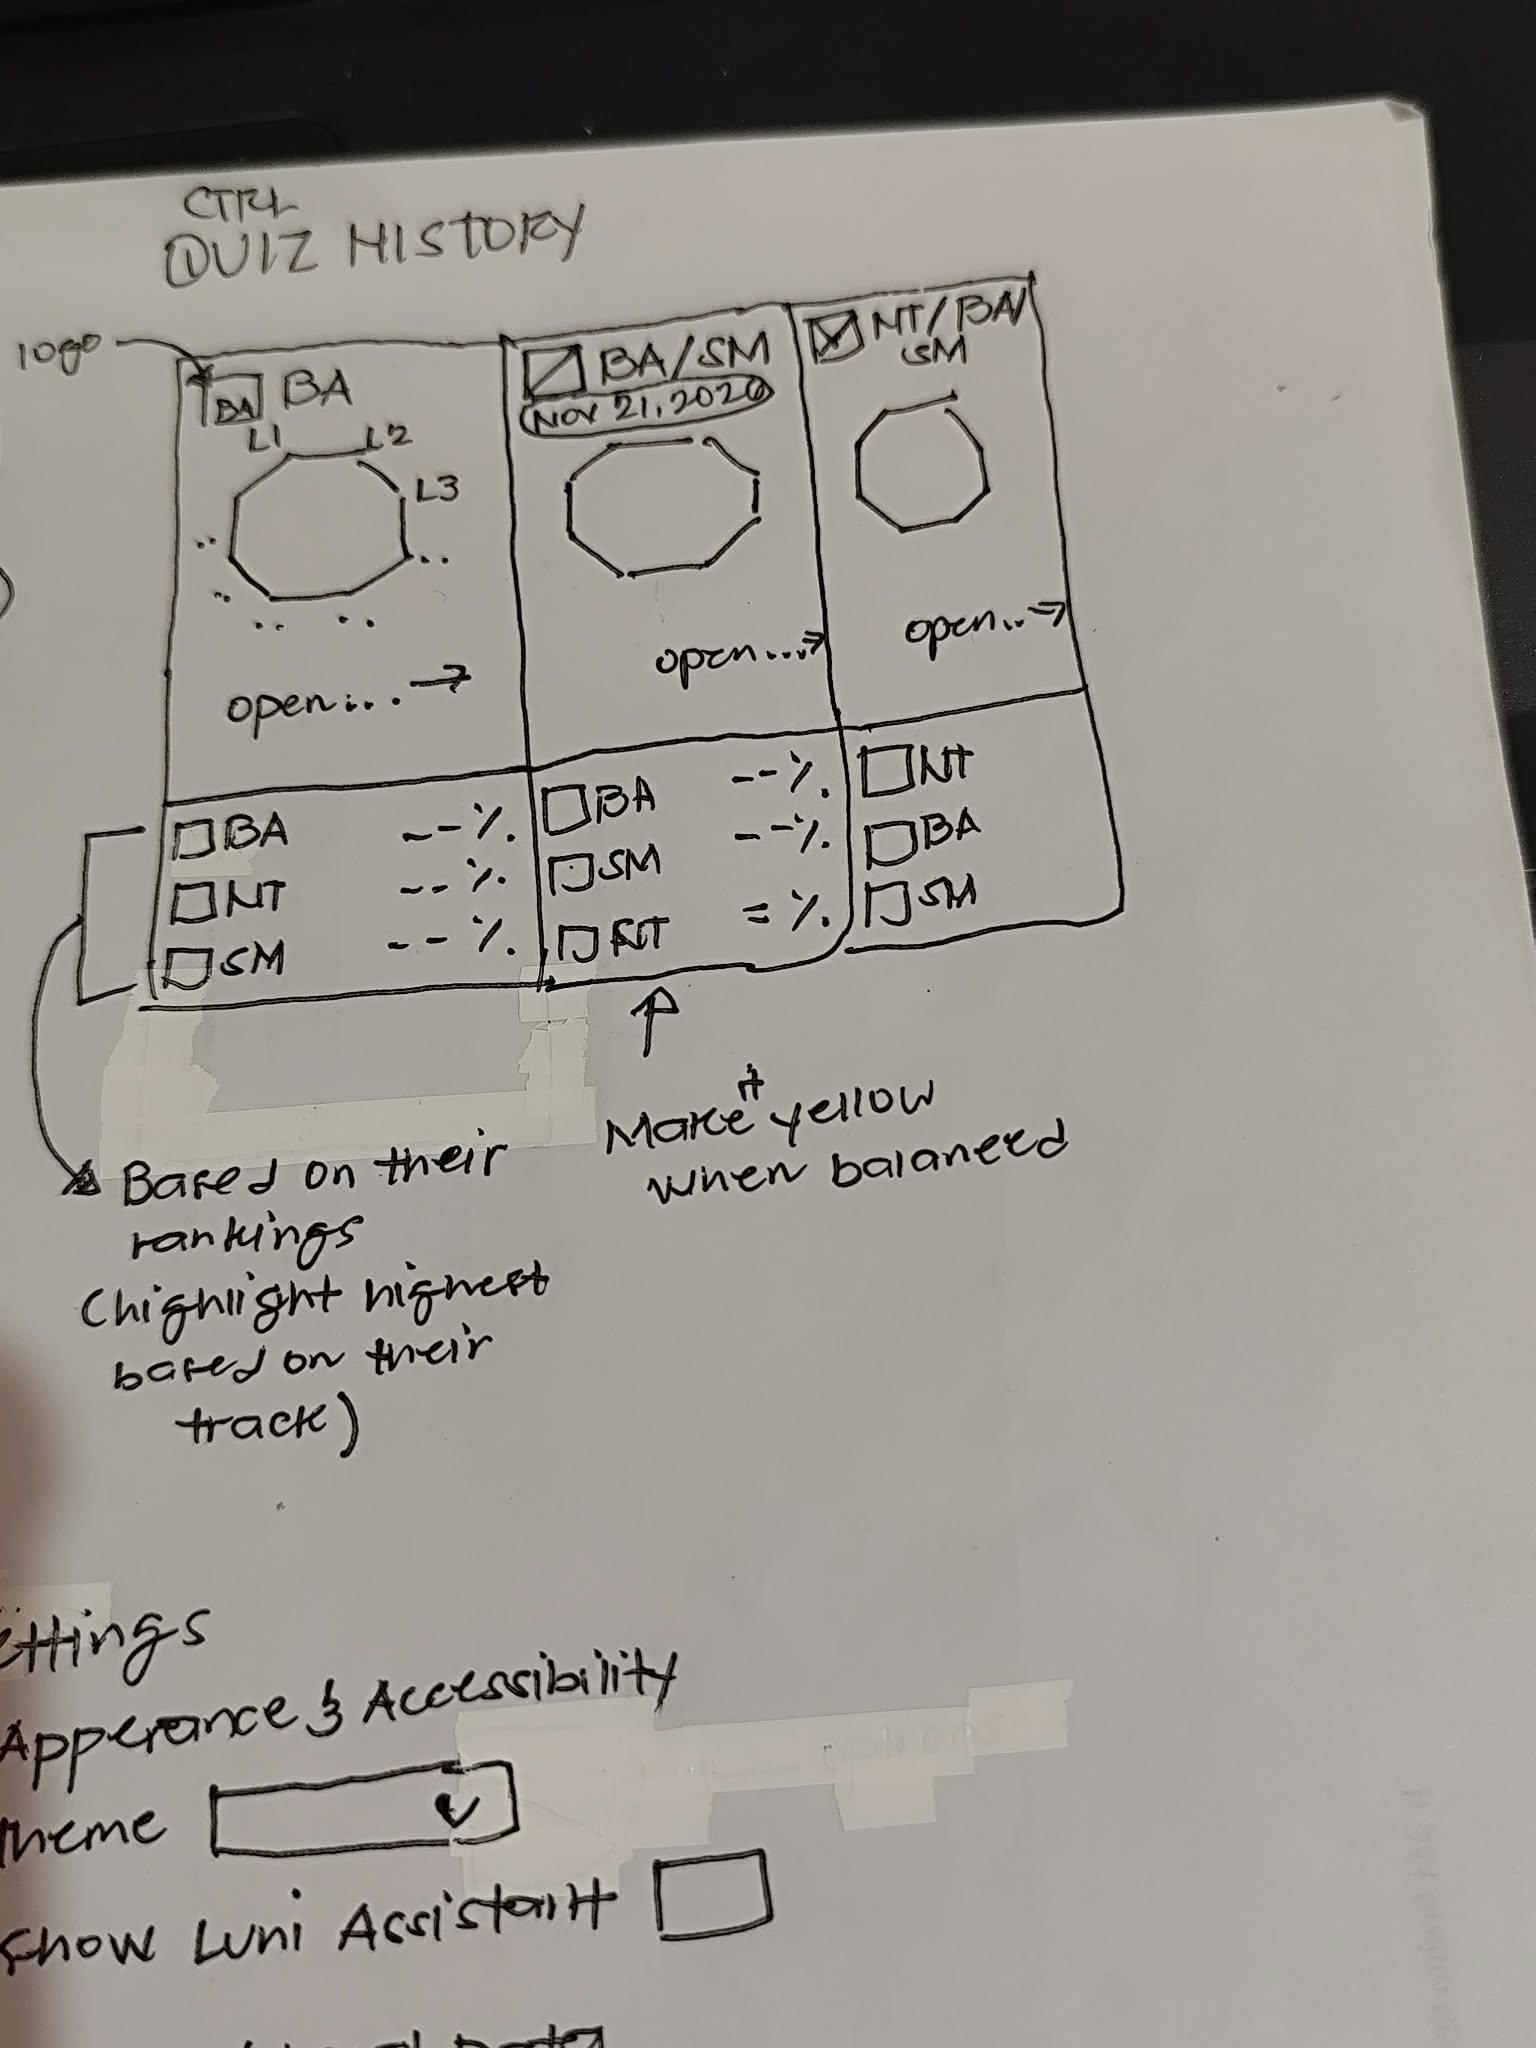 CTRL
QUIZ HISTORY
logo
BA BA
L1 L2
L3
open... →
BA/SM
NOV 21, 2026
open... →
NT/BA/
SM
open... →
BA --%
NT --%
SM --%
BA --%
SM --%
NT =%
NT
BA
SM
Based on their
rankings
(highlight highest
based on their
track)
Make it yellow
when balanced
ettings
Apperance & Accessibility
Theme
Show Luni Assistant